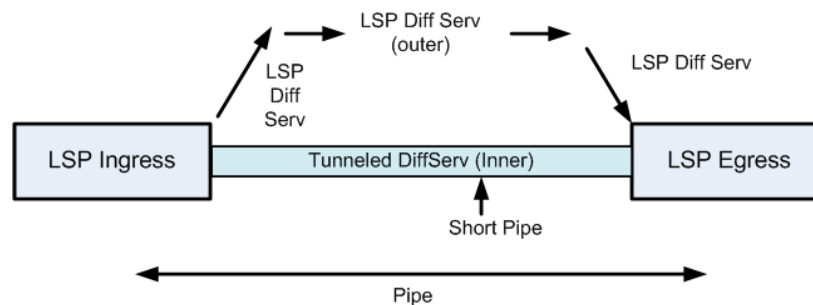 LSP Diff Serv
(outer)
LSP
Diff
Serv
LSP Diff Serv
LSP Ingress
Tunneled DiffServ (Inner)
LSP Egress
Short Pipe
Pipe